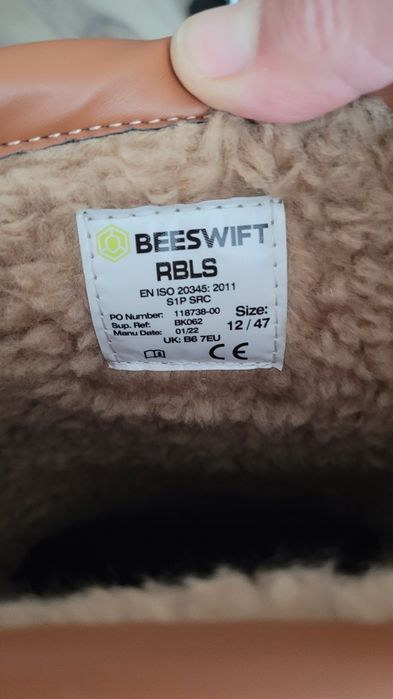 BEESWIFT
RBLS
EN ISO 20345: 2011
S1P SRC
PO Number: 118738-00 Size:
Sup. Ref: BK062 12 / 47
Manu Date: 01/22
UK: B6 7EU
CE